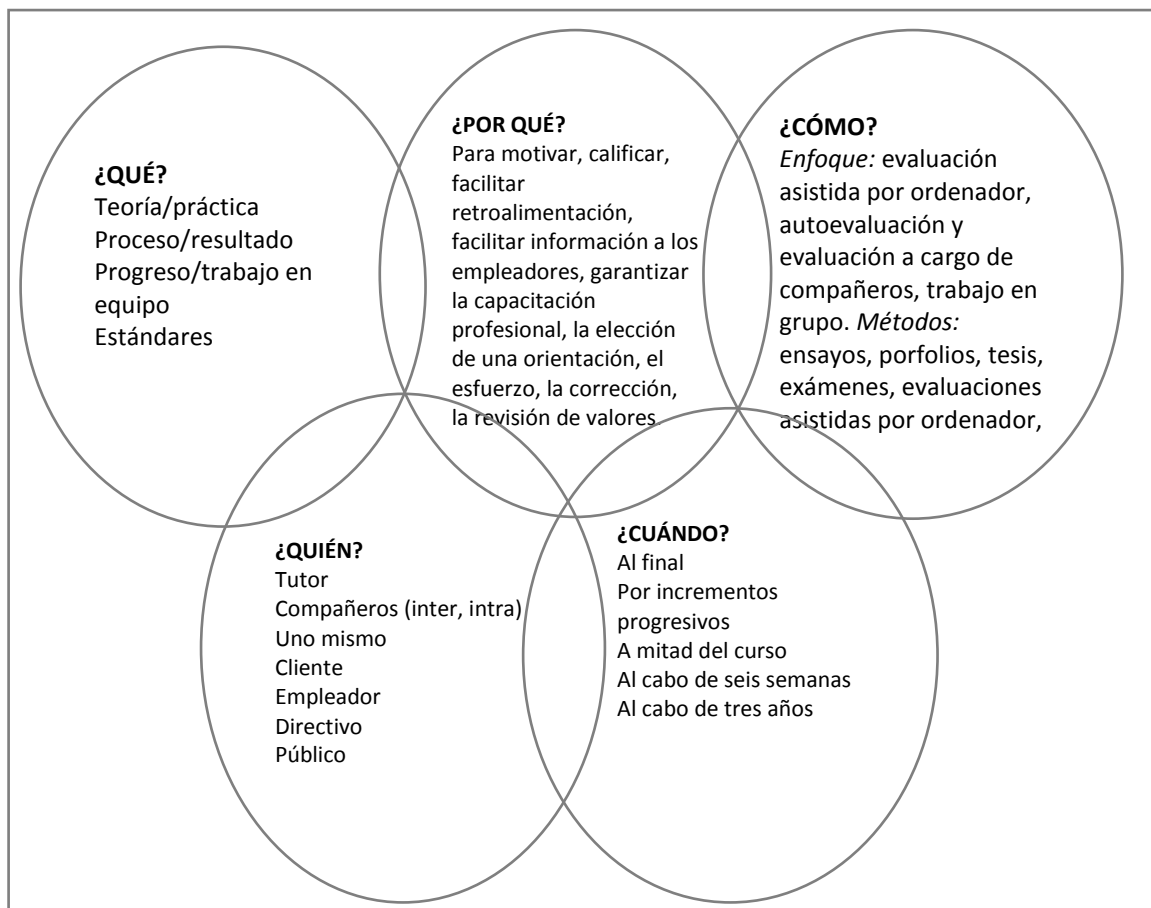 ¿QUÉ?
Teoría/práctica
Proceso/resultado
Progreso/trabajo en
equipo
Estándares
¿POR QUÉ?
Para motivar, calificar,
facilitar
retroalimentación,
facilitar información a los
empleadores, garantizar
la capacitación
profesional, la elección
de una orientación, el
esfuerzo, la corrección,
la revisión de valores.
¿CÓMO?
Enfoque: evaluación
asistida por ordenador,
autoevaluación y
evaluación a cargo de
compañeros, trabajo en
grupo. Métodos:
ensayos, porfolios, tesis,
exámenes, evaluaciones
asistidas por ordenador,
¿QUIÉN?
Tutor
Compañeros (inter, intra)
Uno mismo
Cliente
Empleador
Directivo
Público
¿CUÁNDO?
Al final
Por incrementos
progresivos
A mitad del curso
Al cabo de seis semanas
Al cabo de tres años